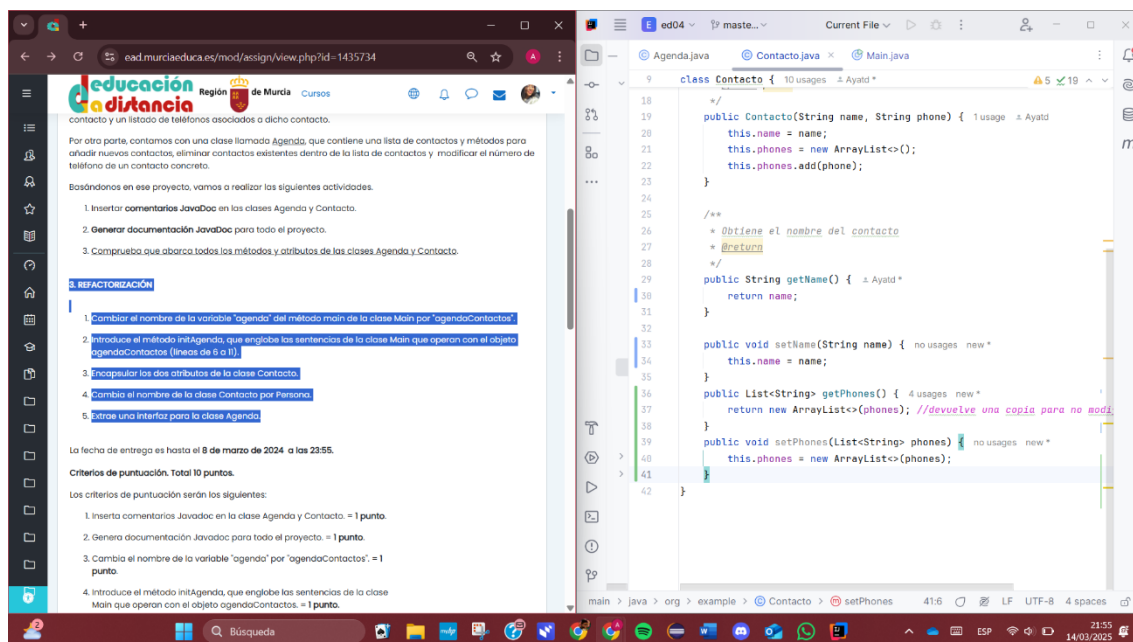 ead.murciaeduca.es/mod/assign/view.php?id=1435734
A
educación
a distancia
Región de Murcia
Cursos
contacto y un listado de teléfonos asociados a dicho contacto.
Por otra parte, contamos con una clase llamada Agenda, que contiene una lista de contactos y métodos para
añadir nuevos contactos, eliminar contactos existentes dentro de la lista de contactos y modificar el número de
teléfono de un contacto concreto.
Basándonos en ese proyecto, vamos a realizar las siguientes actividades.
1. Insertar comentarios JavaDoc en las clases Agenda y Contacto.
2. Generar documentación JavaDoc para todo el proyecto.
3. Comprueba que abarca todos los métodos y atributos de las clases Agenda y Contacto.
3. REFACTORIZACIÓN
1. Cambiar el nombre de la variable "agenda" del método main de la clase Main por "agendaContactos".
2. Introduce el método initAgenda, que englobe las sentencias de la clase Main que operan con el objeto
agendaContactos (líneas de 6 a 11).
3. Encapsular los dos atributos de la clase Contacto.
4. Cambia el nombre de la clase Contacto por Persona.
5. Extrae una interfaz para la clase Agenda.
La fecha de entrega es hasta el 8 de marzo de 2024 a las 23:55.
Criterios de puntuación. Total 10 puntos.
Los criterios de puntuación serán los siguientes:
1. Inserta comentarios Javadoc en la clase Agenda y Contacto. = 1 punto.
2. Genera documentación Javadoc para todo el proyecto. = 1 punto.
3. Cambia el nombre de la variable "agenda" por "agendaContactos". = 1
punto.
4. Introduce el método initAgenda, que englobe las sentencias de la clase
Main que operan con el objeto agendaContactos. = 1 punto.
E ed04 maste... Current File
Agenda.java Contacto.java Main.java
9 class Contacto { 10 usages Ayatd * 5 19
18 */
19 public Contacto(String name, String phone) { 1 usage Ayatd
20 this.name = name;
21 this.phones = new ArrayList<>();
22 this.phones.add(phone);
23 }
24
25 /**
26 * Obtiene el nombre del contacto
27 * @return
28 */
29 public String getName() { Ayatd *
30 return name;
31 }
32
33 public void setName(String name) { no usages new *
34 this.name = name;
35 }
36 public List<String> getPhones() { 4 usages new *
37 return new ArrayList<>(phones); //devuelve una copia para no modi
38 }
39 public void setPhones(List<String> phones) { no usages new *
40 this.phones = new ArrayList<>(phones);
41 }
42 }
main > java > org > example > Contacto > setPhones 41:6 LF UTF-8 4 spaces
Búsqueda
ESP
21:55
14/03/2025